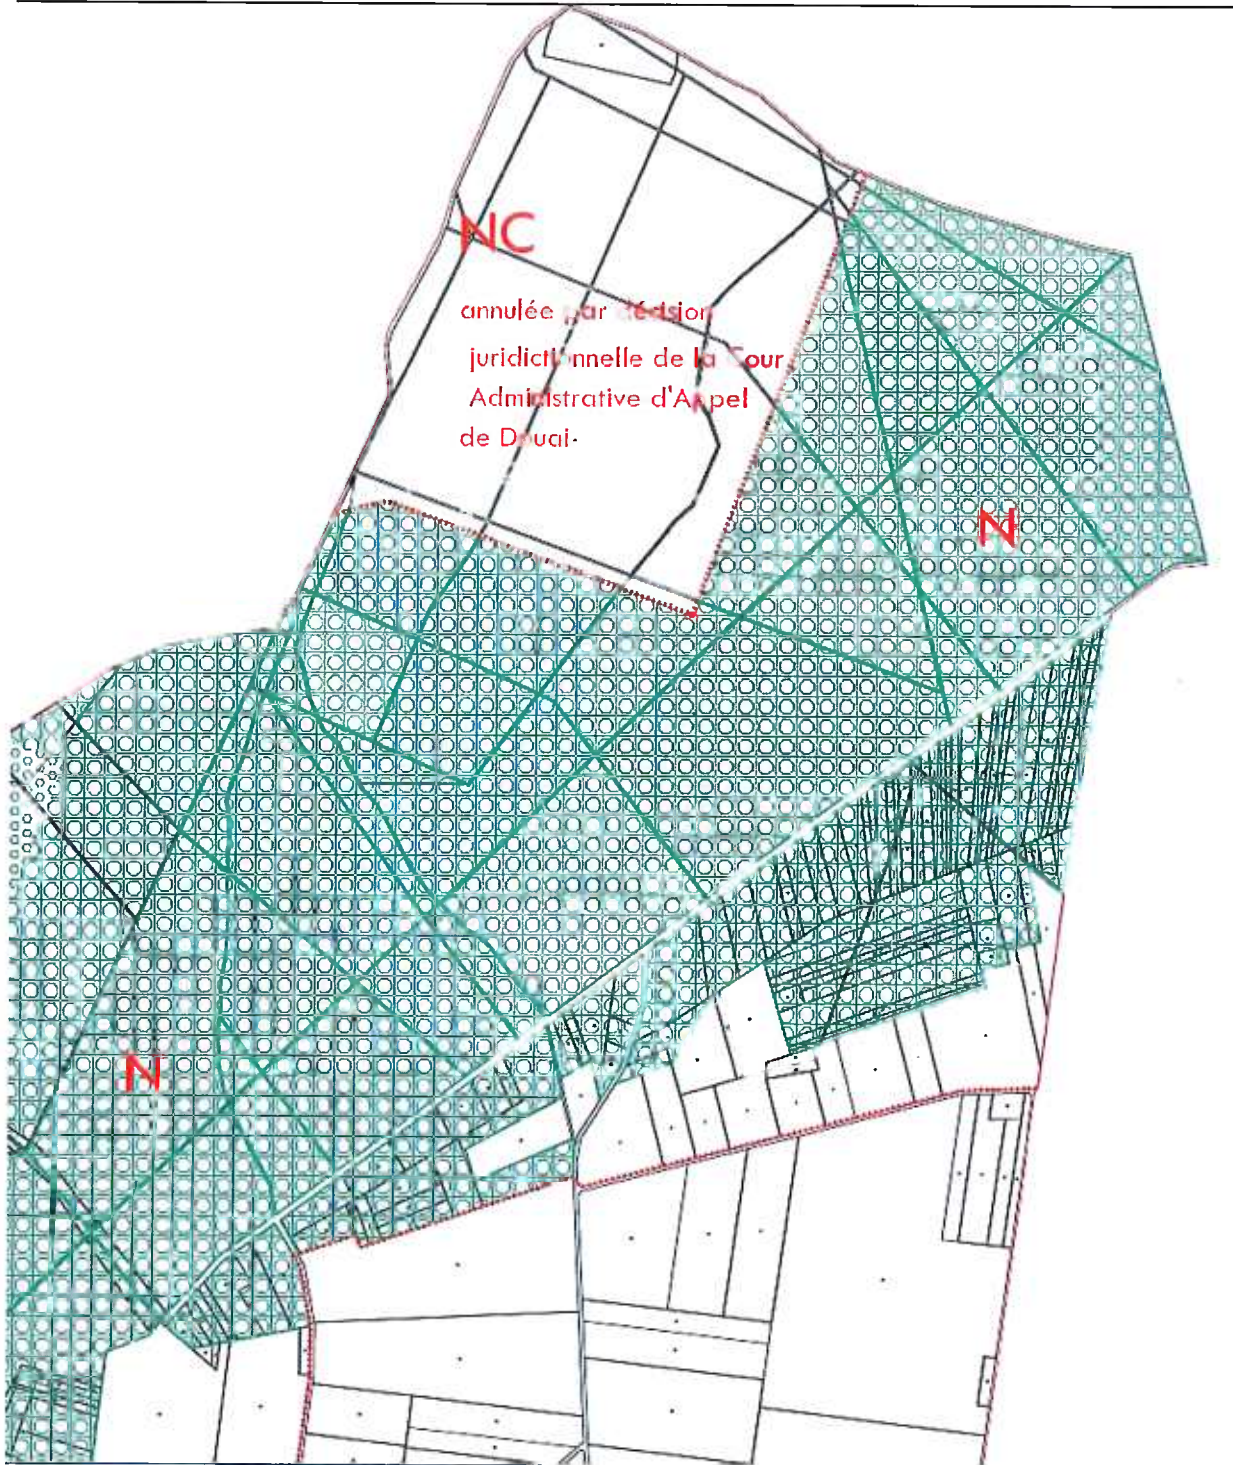 NC
annulée par décision
juridictionnelle de la Cour
Administrative d'Appel
de Douai.
N
N